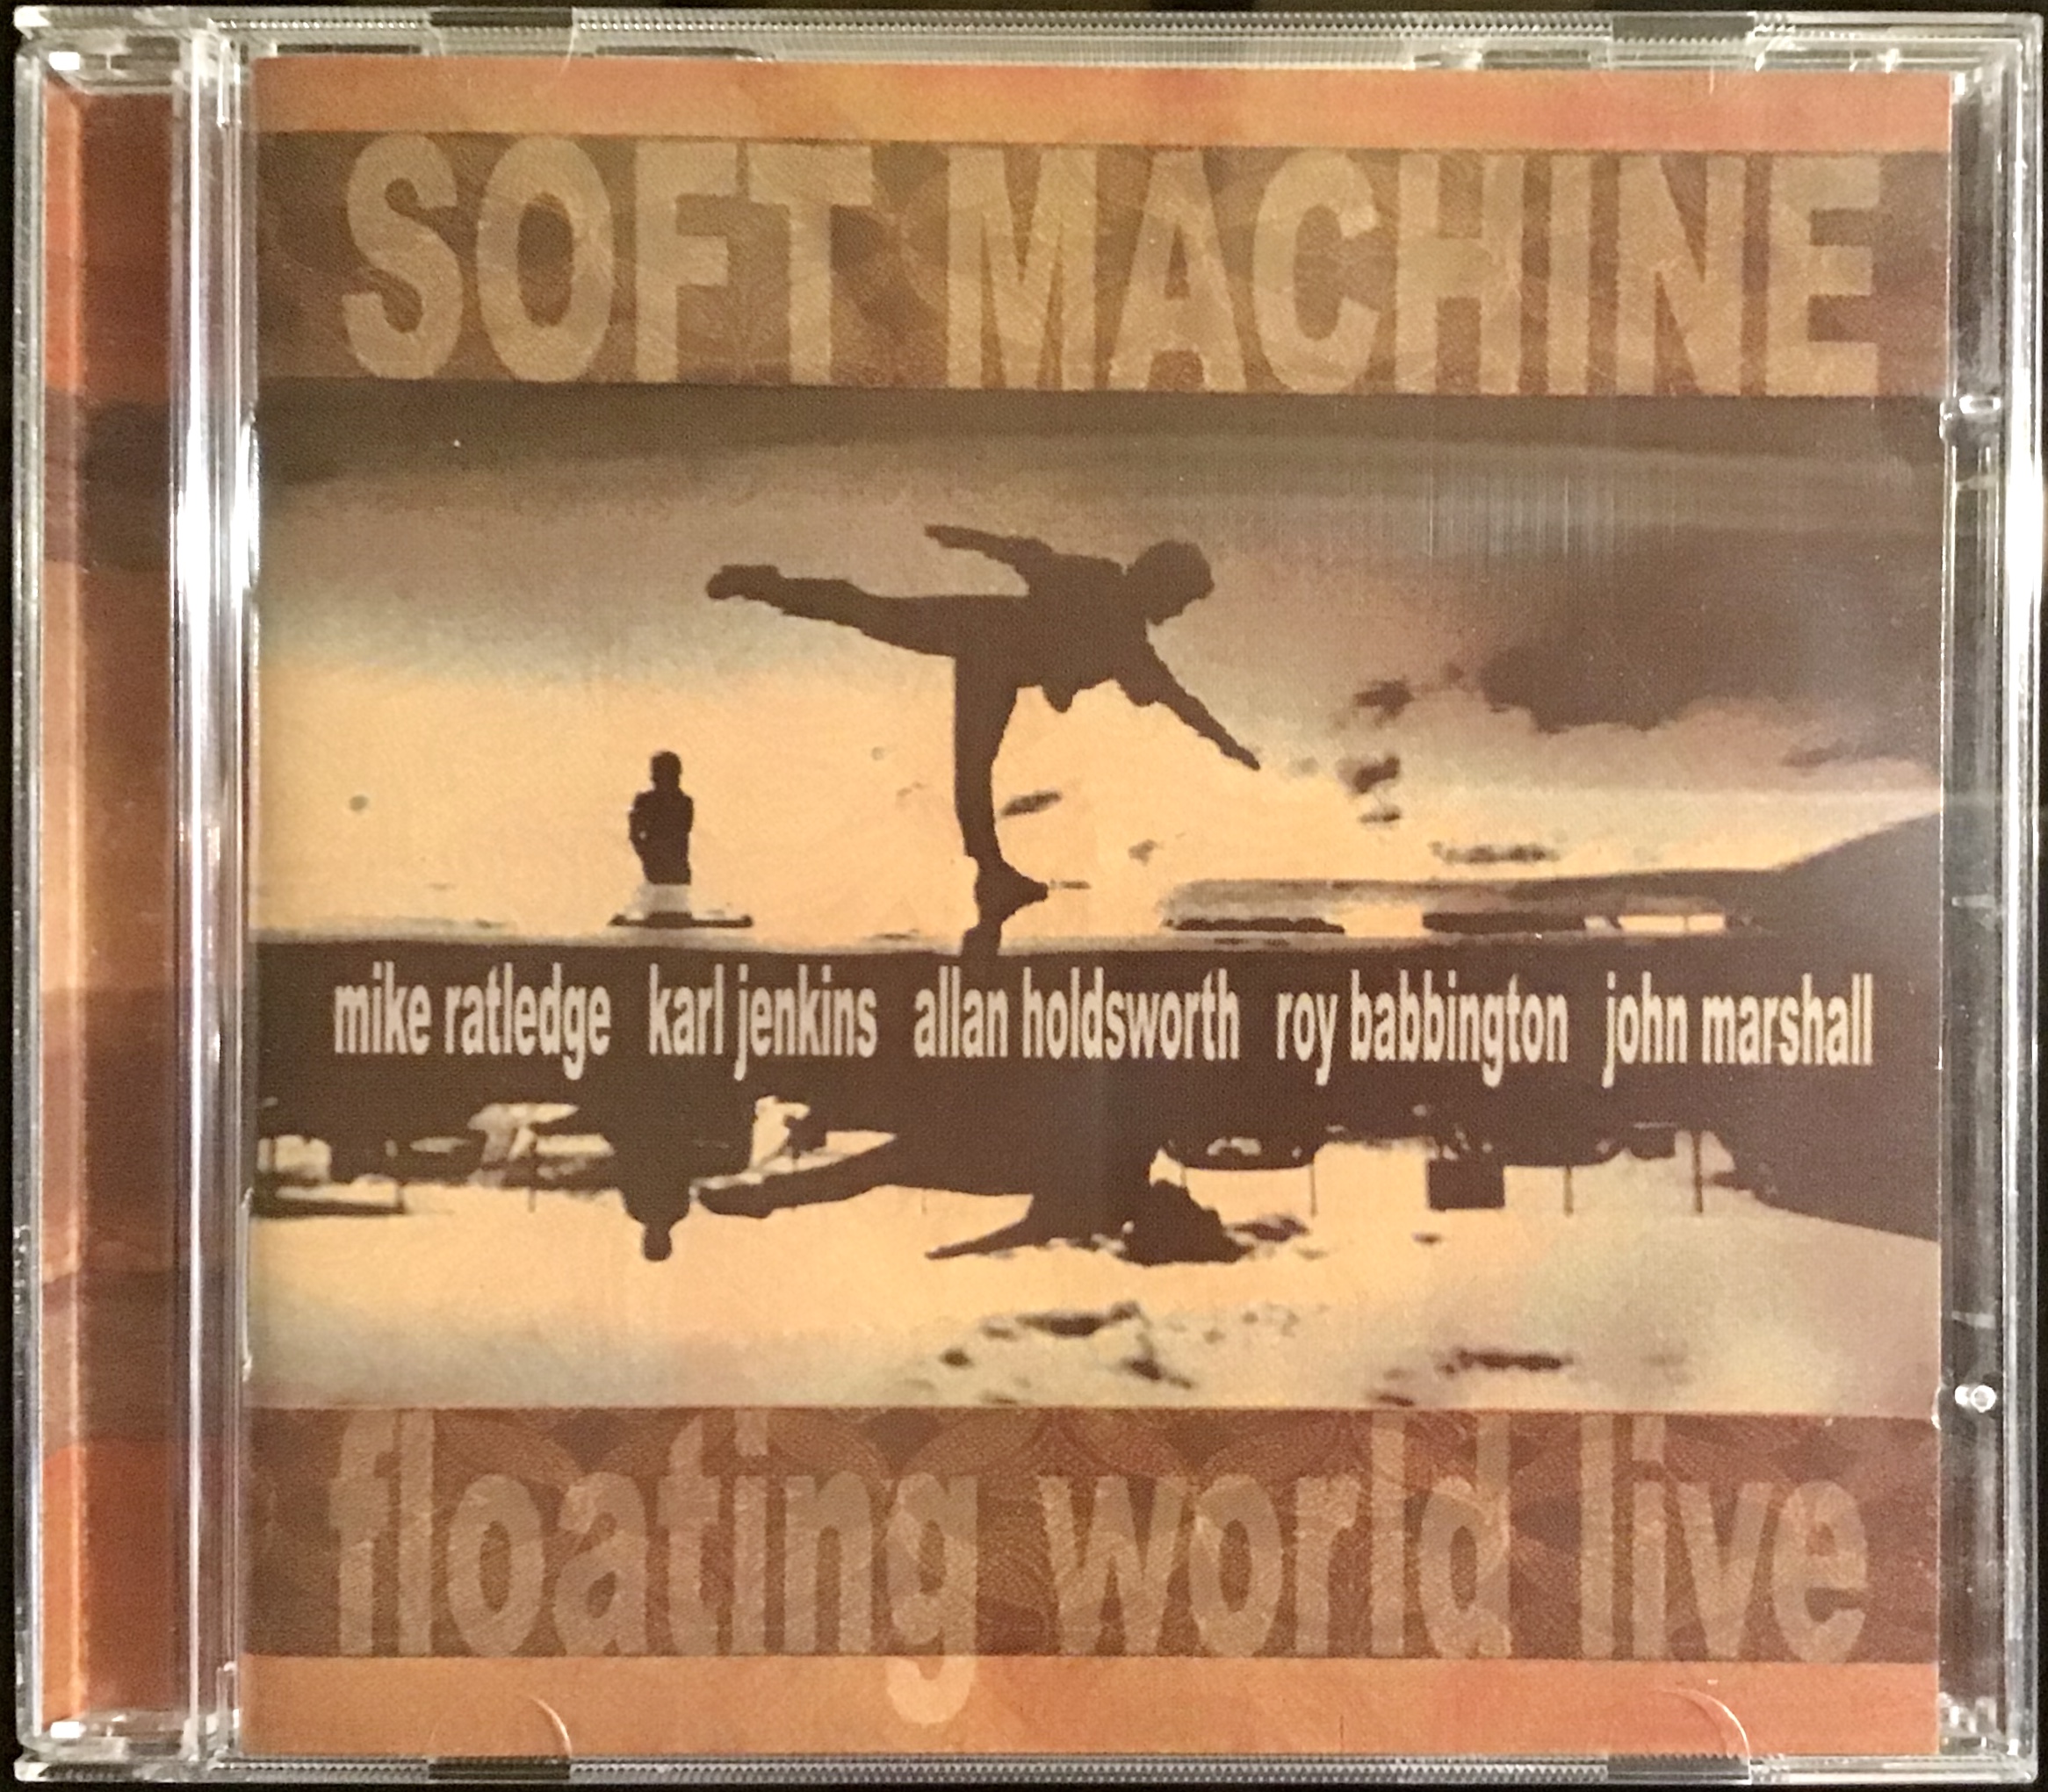 SOFT MACHINE
mike ratledge karl jenkins allan holdsworth roy babbington john marshall
floating world live